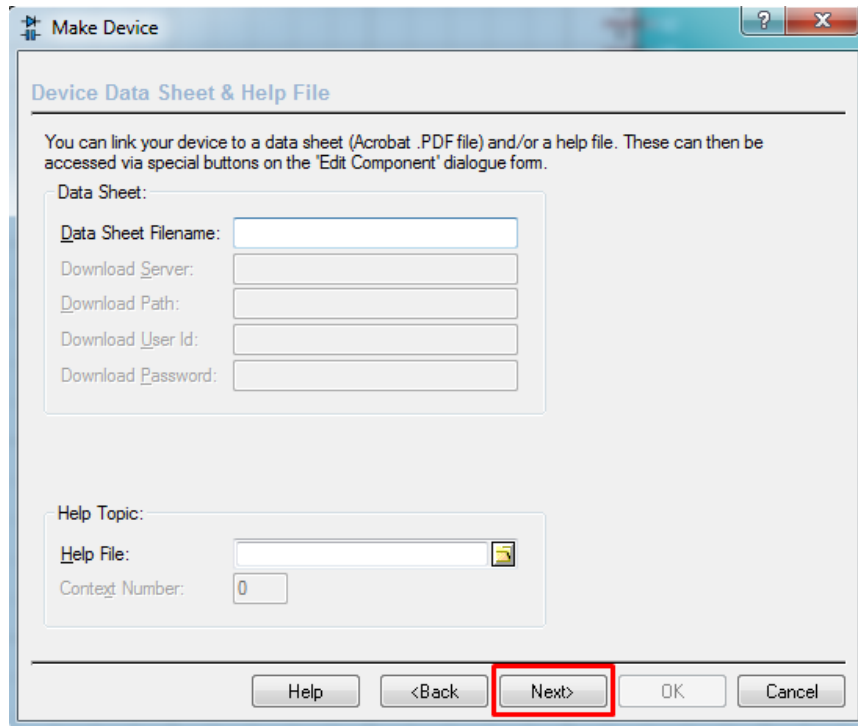 Make Device
Device Data Sheet & Help File
You can link your device to a data sheet (Acrobat .PDF file) and/or a help file. These can then be
accessed via special buttons on the 'Edit Component' dialogue form.
Data Sheet:
Data Sheet Filename:
Download Server:
Download Path:
Download User Id:
Download Password:
Help Topic:
Help File:
Context Number: 0
Help <Back Next> OK Cancel